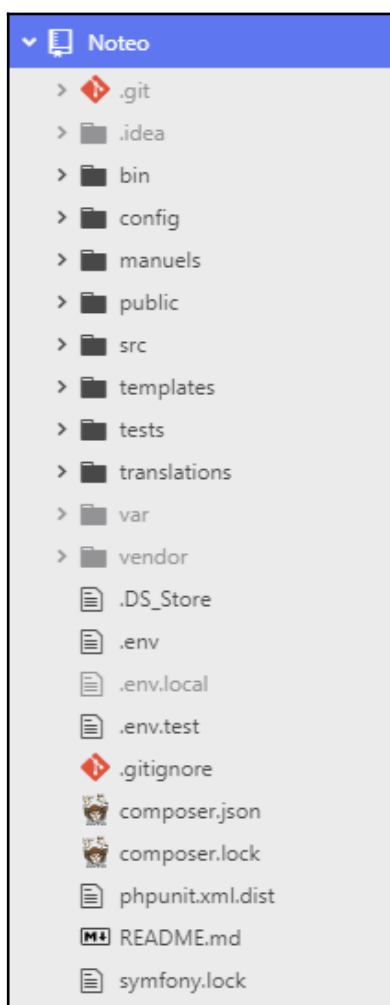 Noteo
.git
.idea
bin
config
manuels
public
src
templates
tests
translations
var
vendor
.DS_Store
.env
.env.local
.env.test
.gitignore
composer.json
composer.lock
phpunit.xml.dist
M↓ README.md
symfony.lock